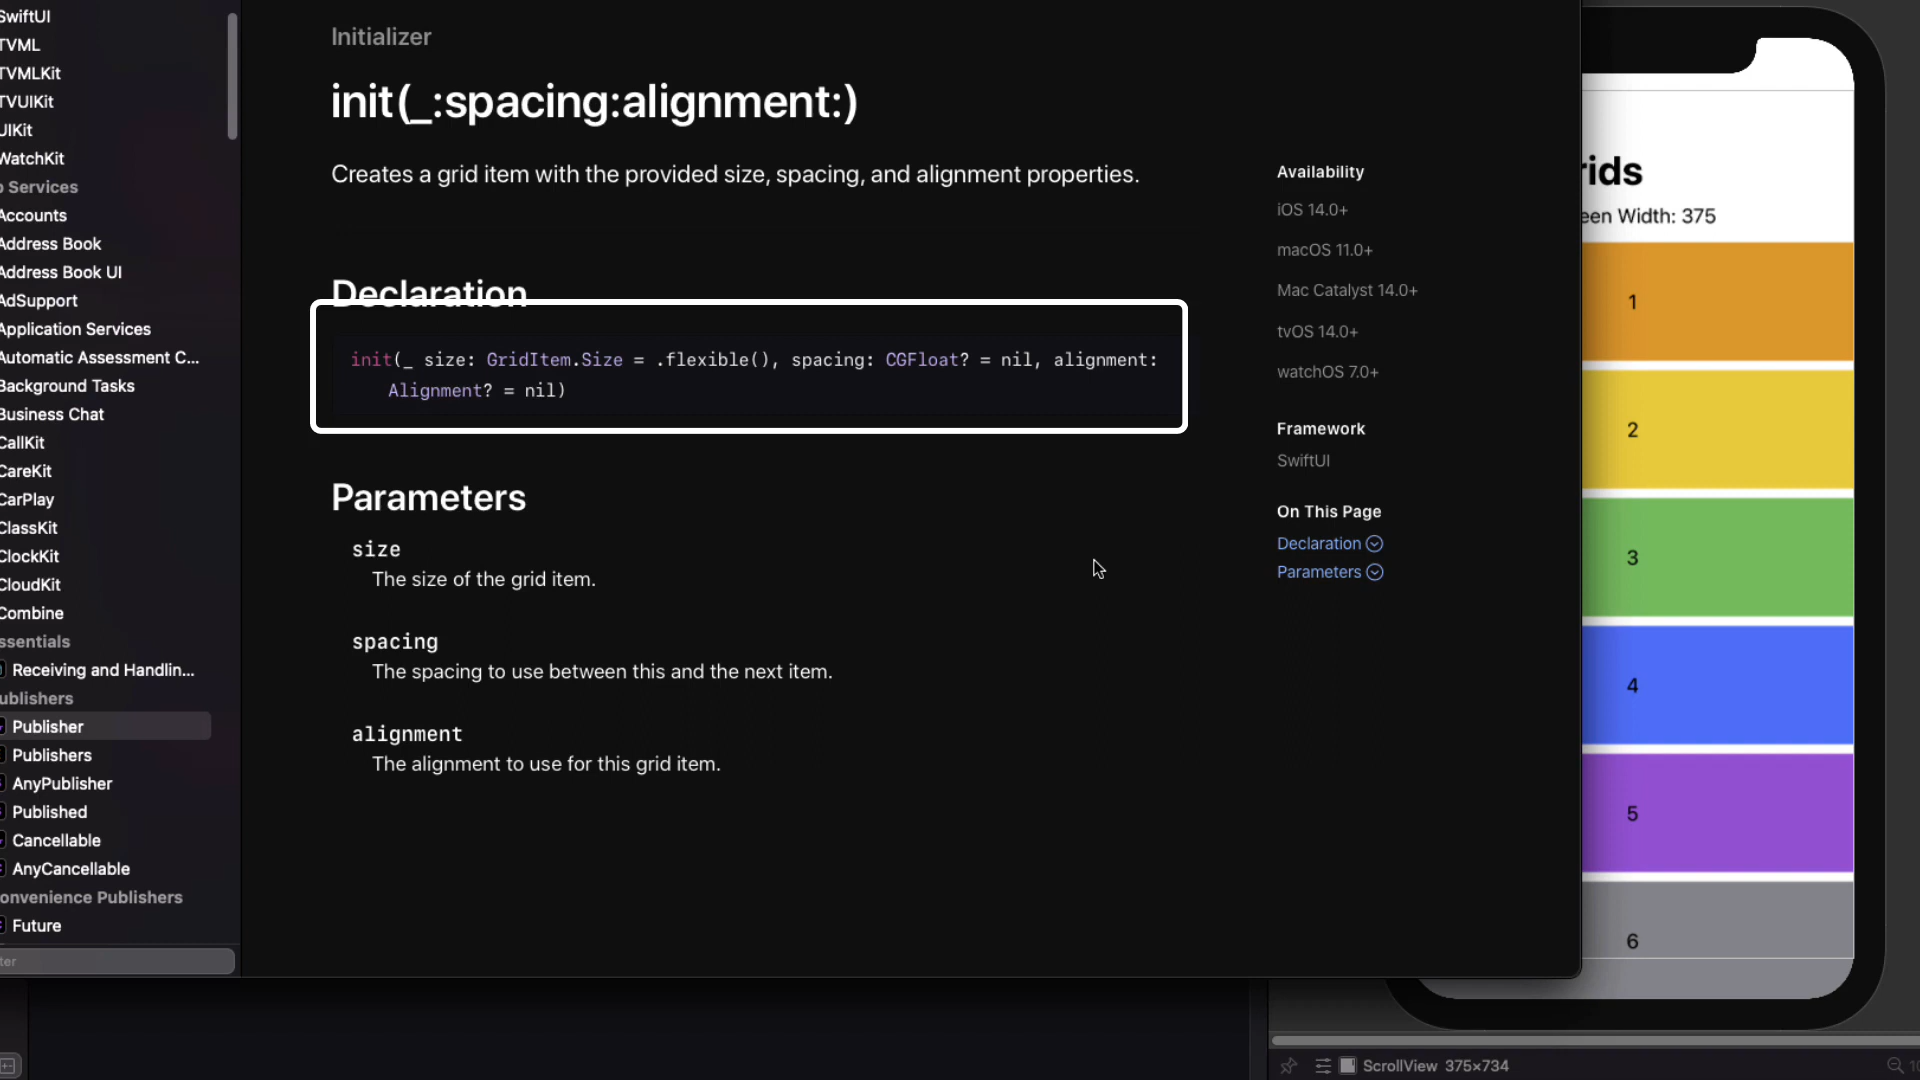 SwiftUI
TVML
TVMLKit
TVUIKit
UIKit
WatchKit
Services
Accounts
Address Book
Address Book UI
AdSupport
Application Services
Automatic Assessment C...
Background Tasks
Business Chat
CallKit
CareKit
CarPlay
ClassKit
ClockKit
CloudKit
Combine
ssentials
Receiving and Handlin...
ublishers
Publisher
Publishers
AnyPublisher
Published
Cancellable
AnyCancellable
onvenience Publishers
Future
ter
Initializer
init(_:spacing:alignment:)
Creates a grid item with the provided size, spacing, and alignment properties.
Declaration
init(_ size: GridItem.Size = .flexible(), spacing: CGFloat? = nil, alignment:
Alignment? = nil)
Parameters
size
The size of the grid item.
spacing
The spacing to use between this and the next item.
alignment
The alignment to use for this grid item.
Availability
iOS 14.0+
macOS 11.0+
Mac Catalyst 14.0+
tvOS 14.0+
watchOS 7.0+
Framework
SwiftUI
On This Page
Declaration
Parameters
rids
een Width: 375
1
2
3
4
5
6
ScrollView 375×734